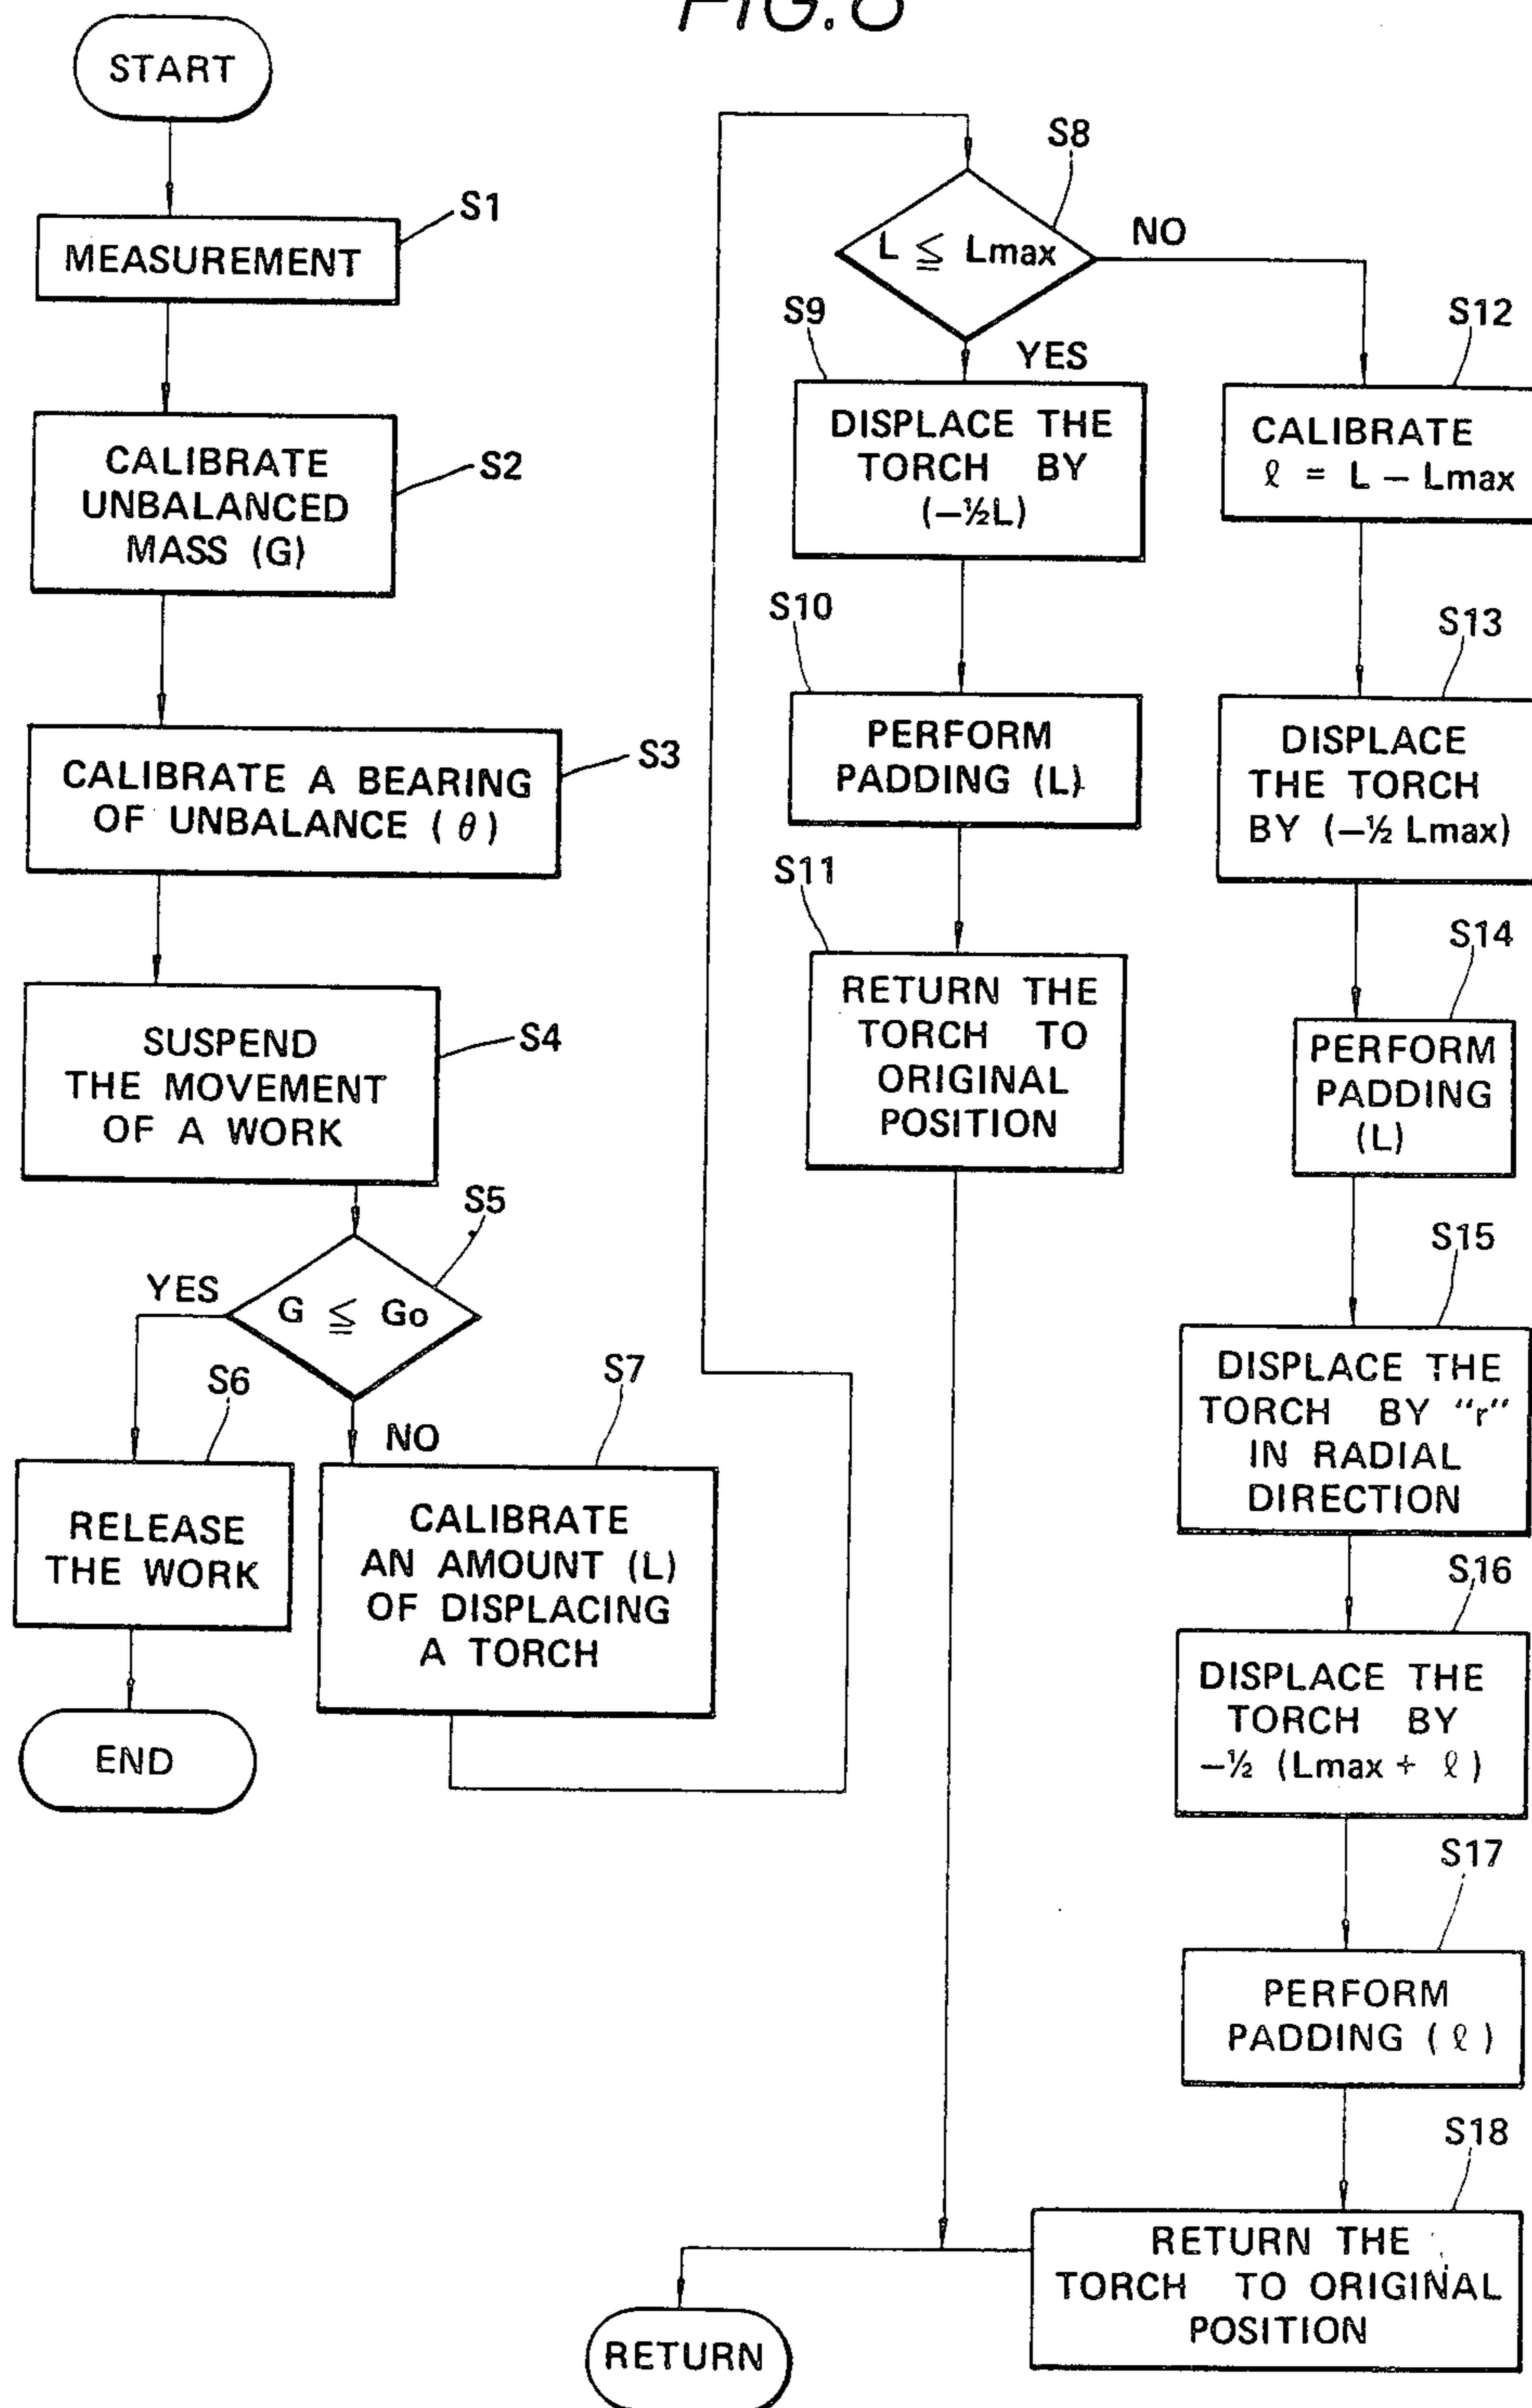 FIG. 8
START
S1
MEASUREMENT
S2
CALIBRATE
UNBALANCED
MASS (G)
S3
CALIBRATE A BEARING
OF UNBALANCE (θ)
S4
SUSPEND
THE MOVEMENT
OF A WORK
S5
YES
G ≦ Go
S6
NO
RELEASE
THE WORK
END
S7
CALIBRATE
AN AMOUNT (L)
OF DISPLACING
A TORCH
S8
L ≦ Lmax
NO
YES
S9
DISPLACE THE
TORCH BY
(–½L)
S10
PERFORM
PADDING (L)
S11
RETURN THE
TORCH TO
ORIGINAL
POSITION
S12
CALIBRATE
ℓ = L – Lmax
S13
DISPLACE
THE TORCH
BY (–½ Lmax)
S14
PERFORM
PADDING
(L)
S15
DISPLACE THE
TORCH BY "r"
IN RADIAL
DIRECTION
S16
DISPLACE THE
TORCH BY
–½ (Lmax + ℓ)
S17
PERFORM
PADDING (ℓ)
S18
RETURN THE
TORCH TO ORIGINAL
POSITION
RETURN